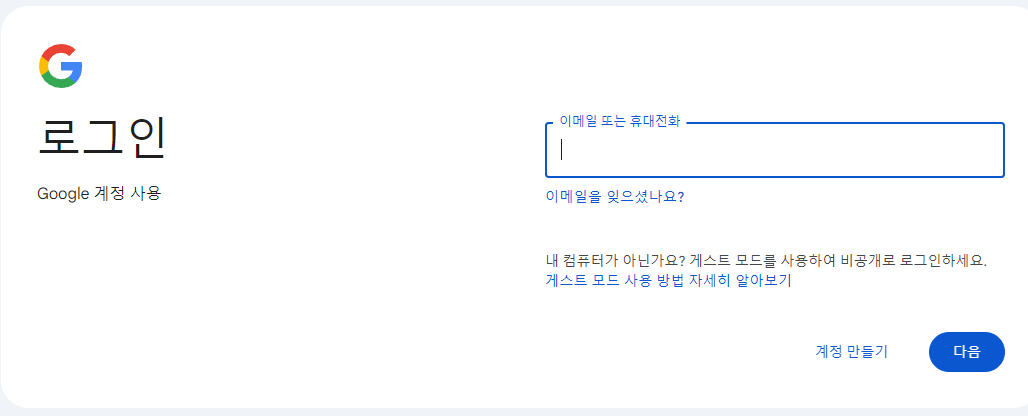 로그인
Google 계정 사용
이메일 또는 휴대전화
이메일을 잊으셨나요?
내 컴퓨터가 아닌가요? 게스트 모드를 사용하여 비공개로 로그인하세요.
게스트 모드 사용 방법 자세히 알아보기
계정 만들기
다음